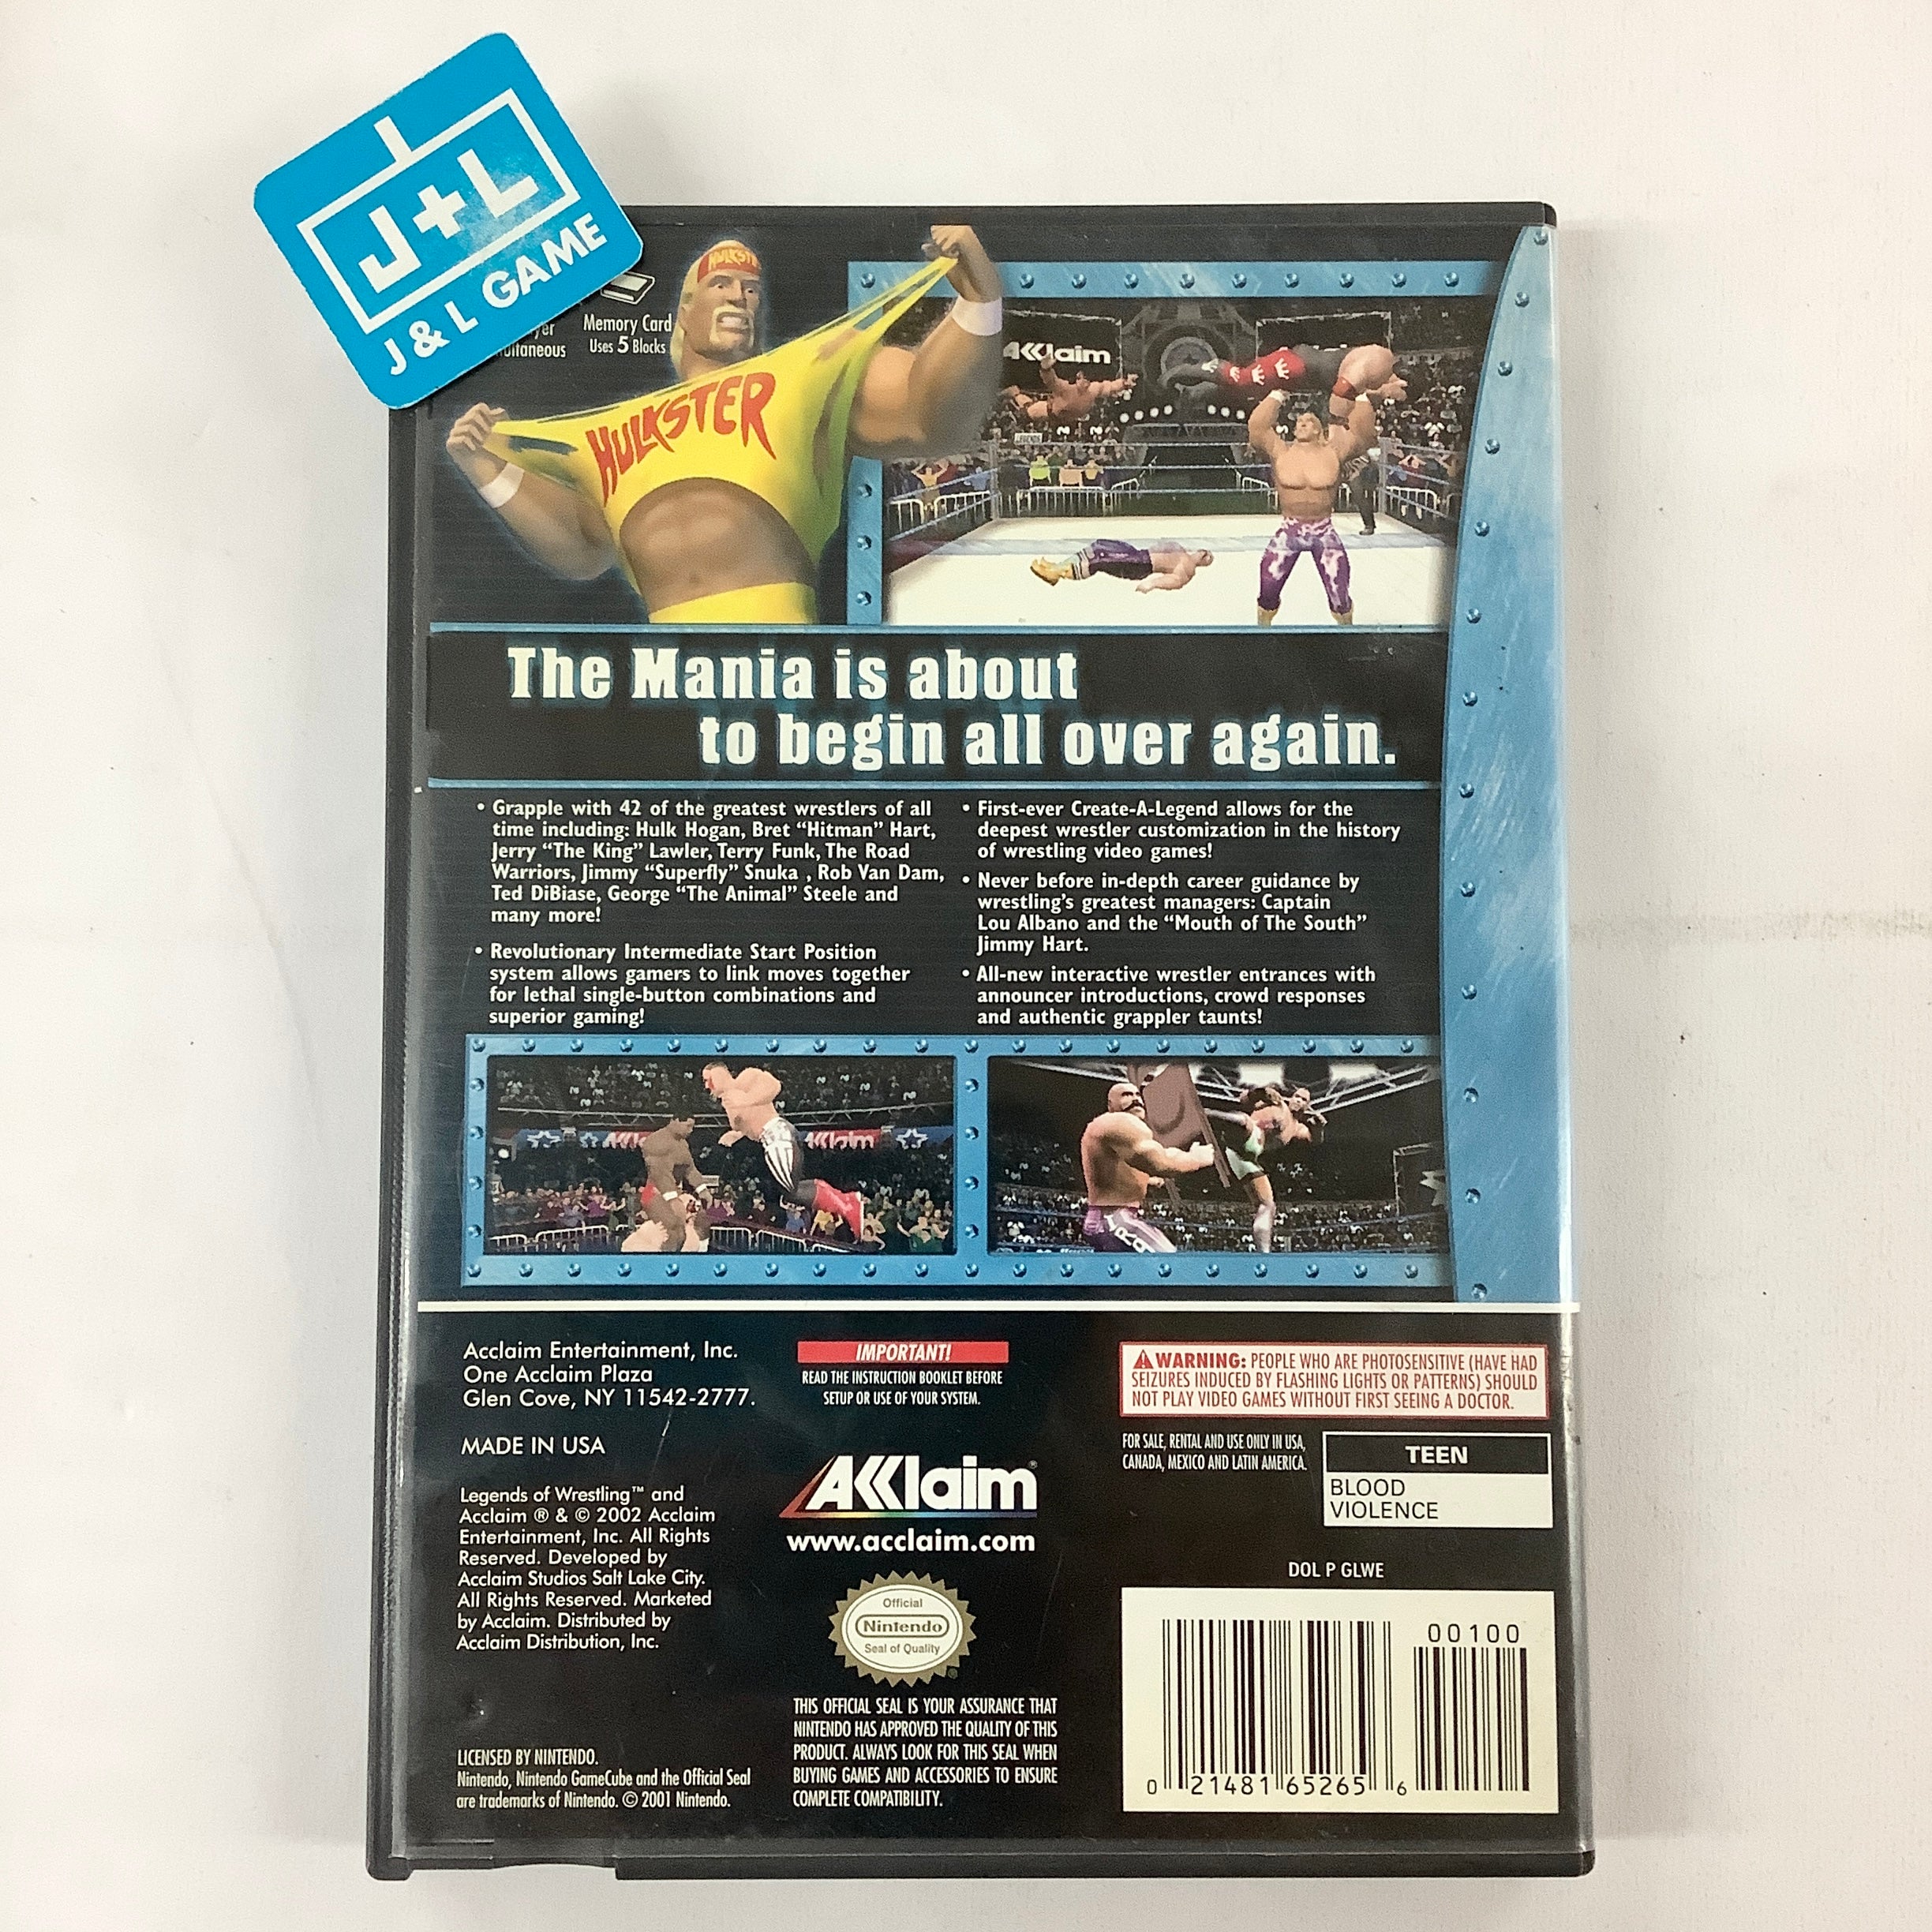 J+L
J & L GAME
Memory Card
Uses 5 Blocks
HULKSTER
Acclaim
The Mania is about
to begin all over again.
• Grapple with 42 of the greatest wrestlers of all
time including: Hulk Hogan, Bret “Hitman” Hart,
Jerry “The King” Lawler, Terry Funk, The Road
Warriors, Jimmy “Superfly” Snuka , Rob Van Dam,
Ted DiBiase, George “The Animal” Steele and
many more!
• Revolutionary Intermediate Start Position
system allows gamers to link moves together
for lethal single-button combinations and
superior gaming!
• First-ever Create-A-Legend allows for the
deepest wrestler customization in the history
of wrestling video games!
• Never before in-depth career guidance by
wrestling’s greatest managers: Captain
Lou Albano and the “Mouth of The South”
Jimmy Hart.
• All-new interactive wrestler entrances with
announcer introductions, crowd responses
and authentic grappler taunts!
Acclaim
Acclaim Entertainment, Inc.
One Acclaim Plaza
Glen Cove, NY 11542-2777.
MADE IN USA
Legends of Wrestling™ and
Acclaim ® & © 2002 Acclaim
Entertainment, Inc. All Rights
Reserved. Developed by
Acclaim Studios Salt Lake City.
All Rights Reserved. Marketed
by Acclaim. Distributed by
Acclaim Distribution, Inc.
LICENSED BY NINTENDO.
Nintendo, Nintendo GameCube and the Official Seal
are trademarks of Nintendo. © 2001 Nintendo.
IMPORTANT!
READ THE INSTRUCTION BOOKLET BEFORE
SETUP OR USE OF YOUR SYSTEM.
Acclaim®
www.acclaim.com
Official
Nintendo
Seal of Quality
®
THIS OFFICIAL SEAL IS YOUR ASSURANCE THAT
NINTENDO HAS APPROVED THE QUALITY OF THIS
PRODUCT. ALWAYS LOOK FOR THIS SEAL WHEN
BUYING GAMES AND ACCESSORIES TO ENSURE
COMPLETE COMPATIBILITY.
WARNING: PEOPLE WHO ARE PHOTOSENSITIVE (HAVE HAD
SEIZURES INDUCED BY FLASHING LIGHTS OR PATTERNS) SHOULD
NOT PLAY VIDEO GAMES WITHOUT FIRST SEEING A DOCTOR.
FOR SALE, RENTAL AND USE ONLY IN USA,
CANADA, MEXICO AND LATIN AMERICA.
TEEN
BLOOD
VIOLENCE
DOL P GLWE
00100
0 21481 65265 6